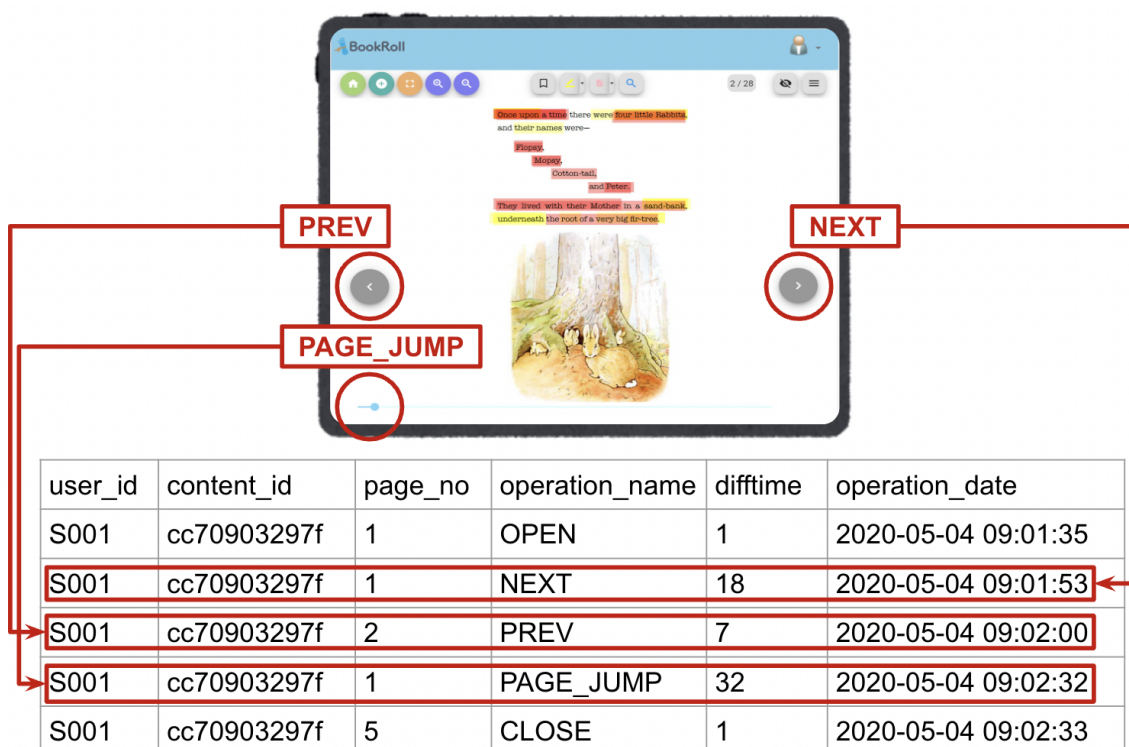 BookRoll
2 / 28
Once upon a time there were four little Rabbits,
and their names were—
Flopsy,
Mopsy,
Cotton-tail,
and Peter.
They lived with their Mother in a sand-bank,
underneath the root of a very big fir-tree.
PREV
NEXT
PAGE_JUMP
user_id content_id page_no operation_name difftime operation_date
S001 cc70903297f 1 OPEN 1 2020-05-04 09:01:35
S001 cc70903297f 1 NEXT 18 2020-05-04 09:01:53
S001 cc70903297f 2 PREV 7 2020-05-04 09:02:00
S001 cc70903297f 1 PAGE_JUMP 32 2020-05-04 09:02:32
S001 cc70903297f 5 CLOSE 1 2020-05-04 09:02:33